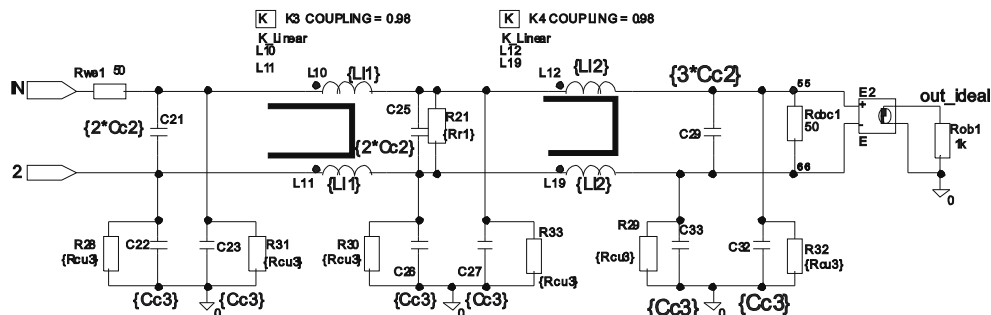 K K3 COUPLING = 0.98
K_Linear
L10
L11
K K4 COUPLING = 0.98
K_Linear
L12
L19
IN
Rwe1 50
L10 {Ll1}
L12 {Ll2}
{3*Cc2}
55
E2
out_ideal
C21
{2*Cc2}
C25
{2*Cc2}
R21
{Rr1}
C29
Robc1
50
+
-
E
Rob1
1k
0
2
L11 {Ll1}
L19 {Ll2}
66
R28
{Rcu3}
C22
C23
R31
{Rcu3}
R30
{Rcu3}
C26
C27
R33
{Rcu3}
R29
{Rcu3}
C33
C32
R32
{Rcu3}
{Cc3}
{Cc3}
0
{Cc3}
{Cc3}
0
{Cc3}
{Cc3}
0